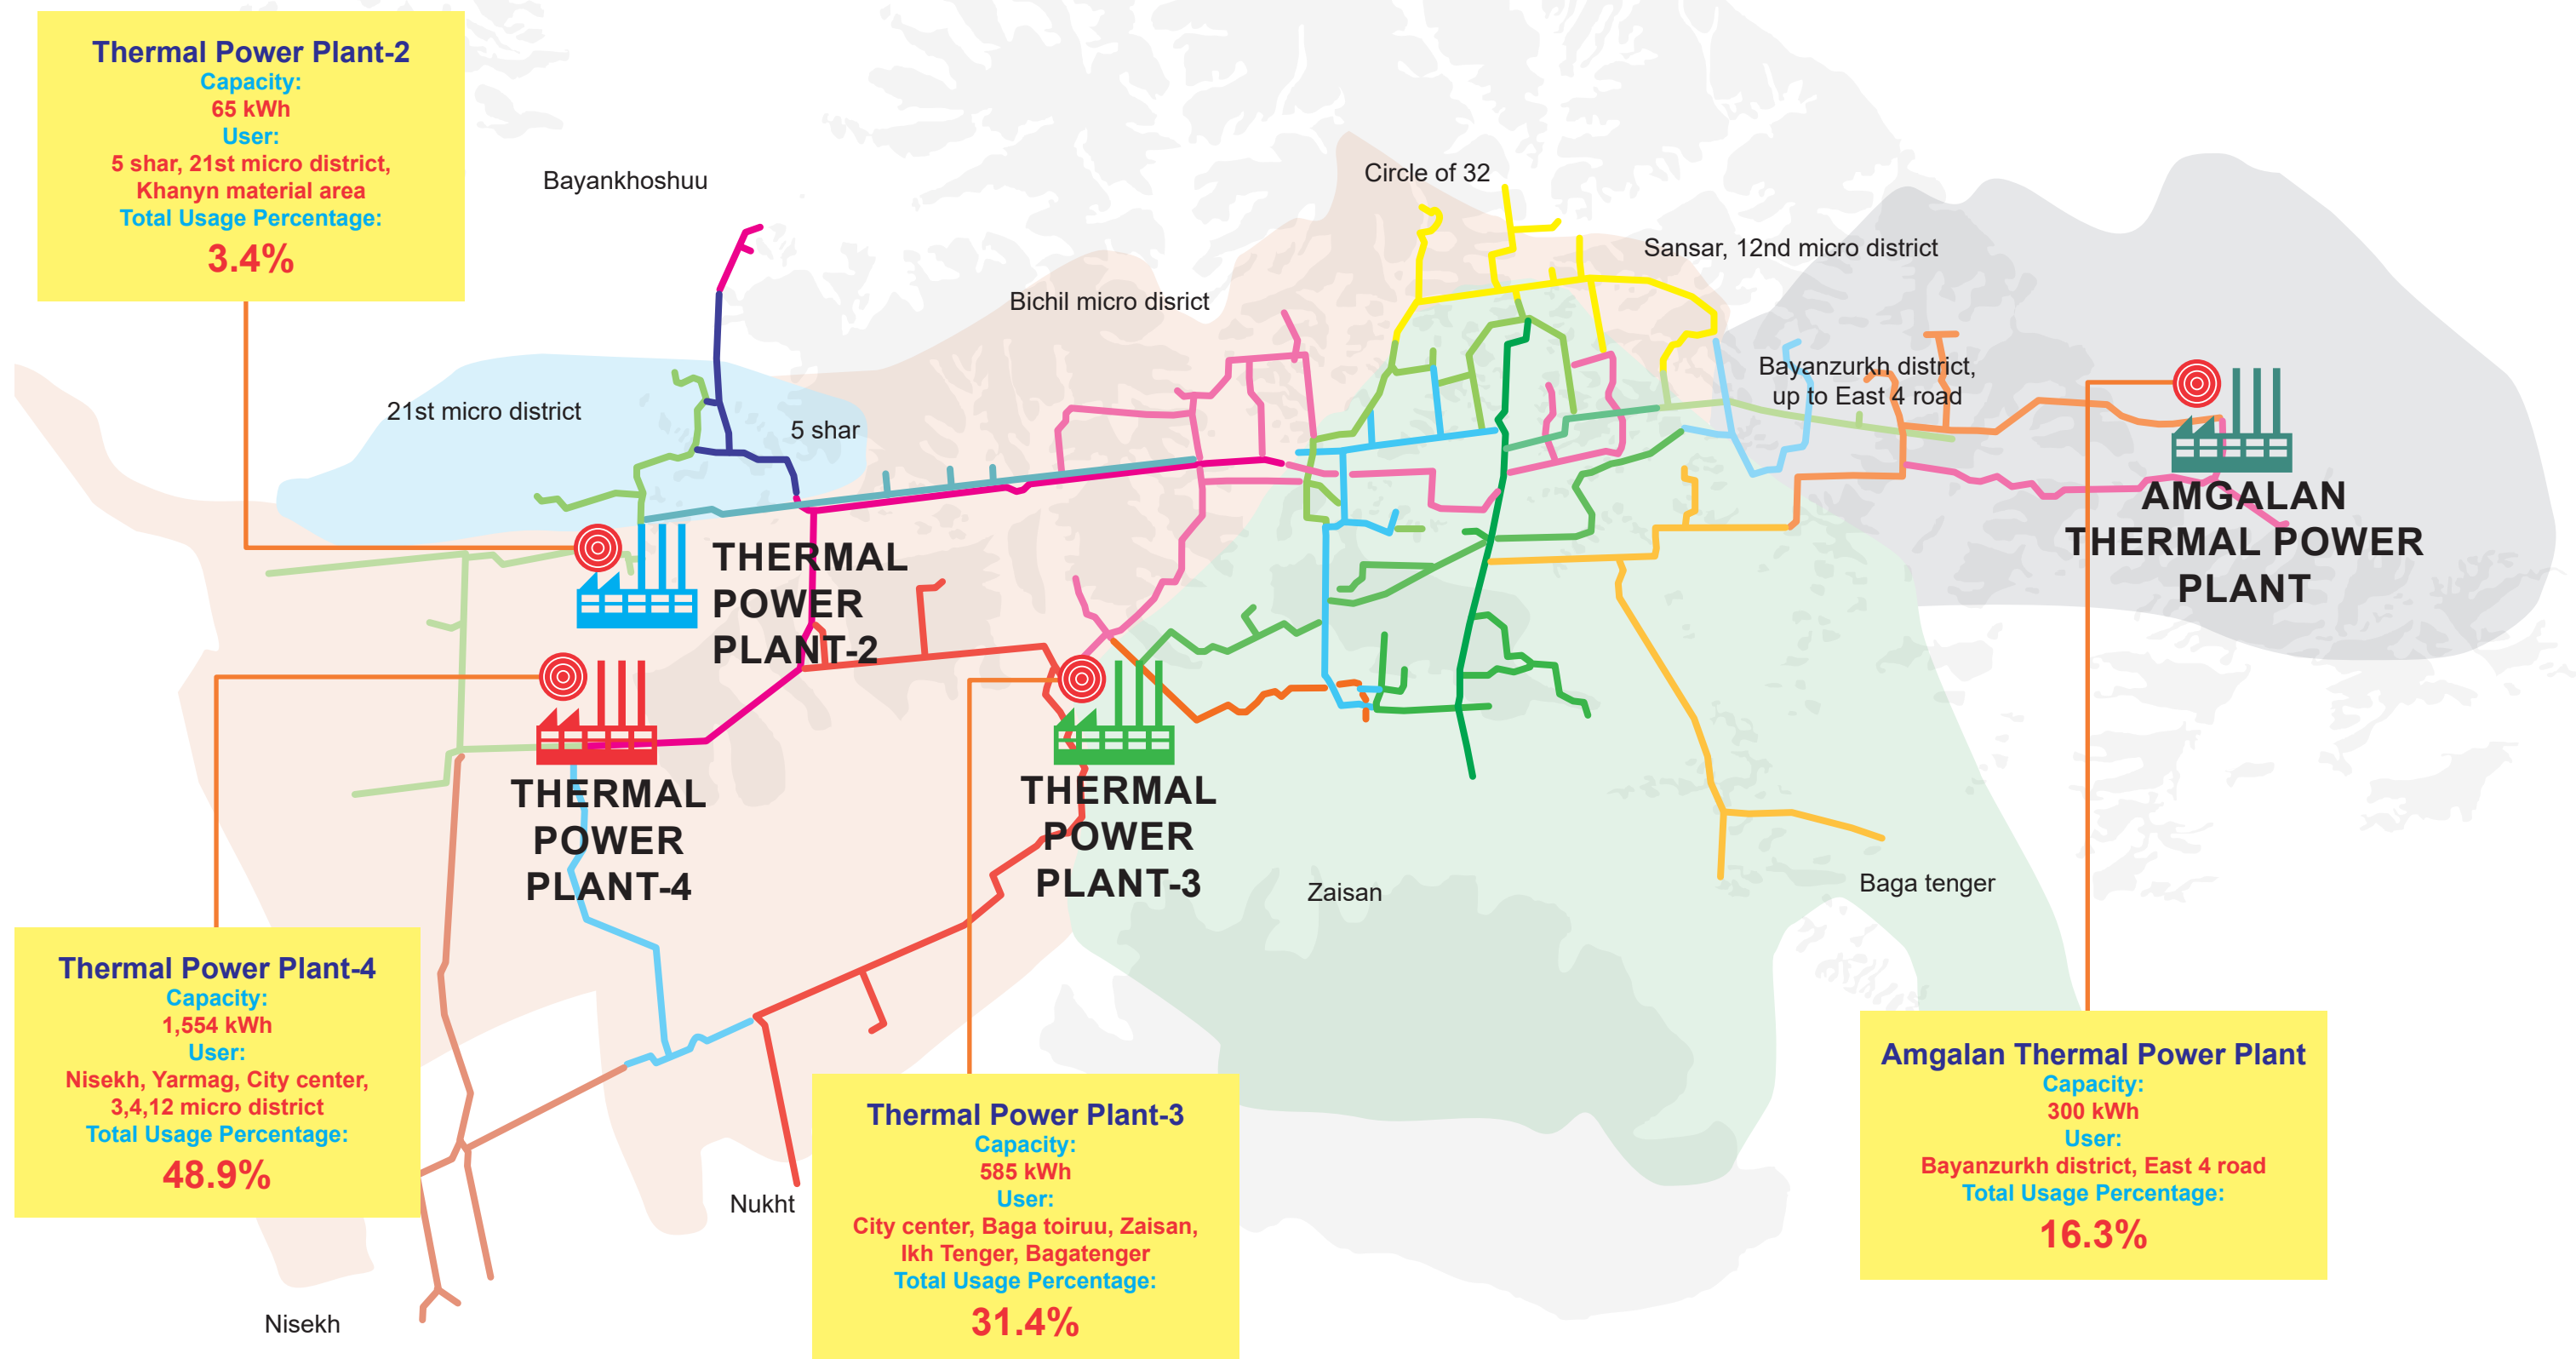 Thermal Power Plant-2
Capacity:
65 kWh
User:
5 shar, 21st micro district,
Khanyn material area
Total Usage Percentage:
3.4%
Bayankhoshuu
Circle of 32
Sansar, 12nd micro district
Bichil micro disrict
Bayanzurkh district,
up to East 4 road
21st micro district
5 shar
THERMAL
POWER
PLANT-2
AMGALAN
THERMAL POWER
PLANT
THERMAL
POWER
PLANT-4
THERMAL
POWER
PLANT-3
Zaisan
Baga tenger
Thermal Power Plant-4
Capacity:
1,554 kWh
User:
Nisekh, Yarmag, City center,
3,4,12 micro district
Total Usage Percentage:
48.9%
Nukht
Nisekh
Thermal Power Plant-3
Capacity:
585 kWh
User:
City center, Baga toiruu, Zaisan,
Ikh Tenger, Bagatenger
Total Usage Percentage:
31.4%
Amgalan Thermal Power Plant
Capacity:
300 kWh
User:
Bayanzurkh district, East 4 road
Total Usage Percentage:
16.3%